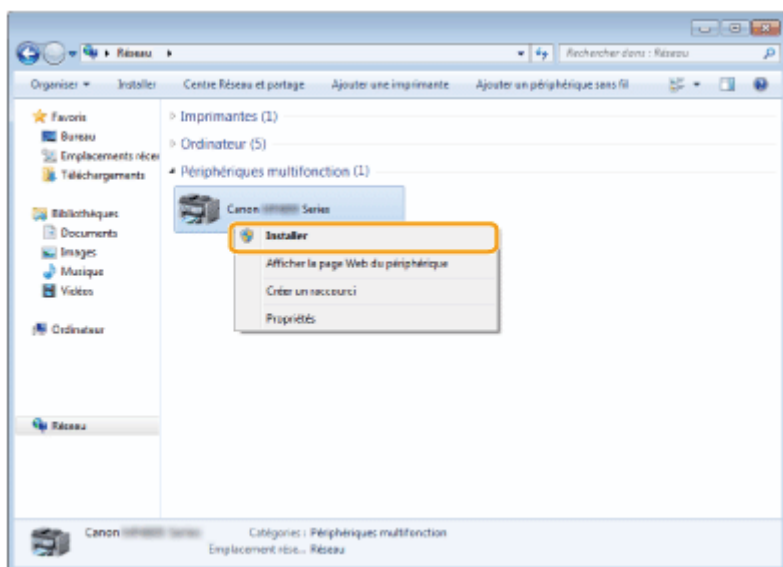 Réseau
Rechercher dans : Réseau
Organiser Installer Centre Réseau et partage Ajouter une imprimante Ajouter un périphérique sans fil
Favoris
Bureau
Emplacements récen
Téléchargements
Bibliothèques
Documents
Images
Musique
Vidéos
Ordinateur
Réseau
Imprimantes (1)
Ordinateur (5)
Périphériques multifonction (1)
Canon Series
Installer
Afficher la page Web du périphérique
Créer un raccourci
Propriétés
Canon Catégories : Périphériques multifonction
Emplacement rése... Réseau